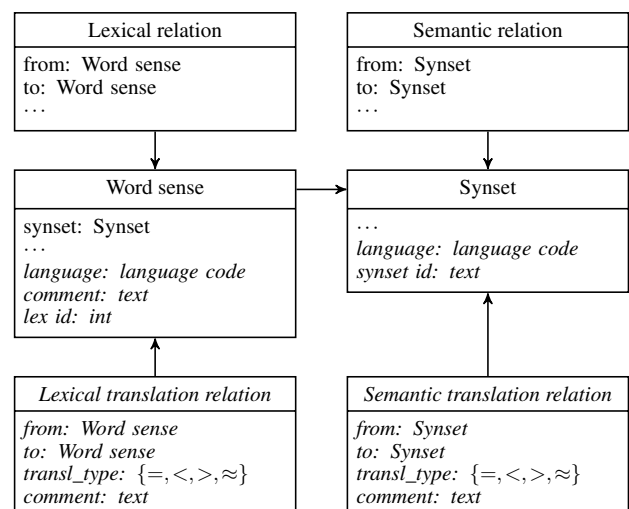 Lexical relation
from: Word sense
to: Word sense
...
Semantic relation
from: Synset
to: Synset
...
Word sense
synset: Synset
...
language: language code
comment: text
lex id: int
Synset
...
language: language code
synset id: text
Lexical translation relation
from: Word sense
to: Word sense
transl_type: {=,<,>,≈}
comment: text
Semantic translation relation
from: Synset
to: Synset
transl_type: {=,<,>,≈}
comment: text